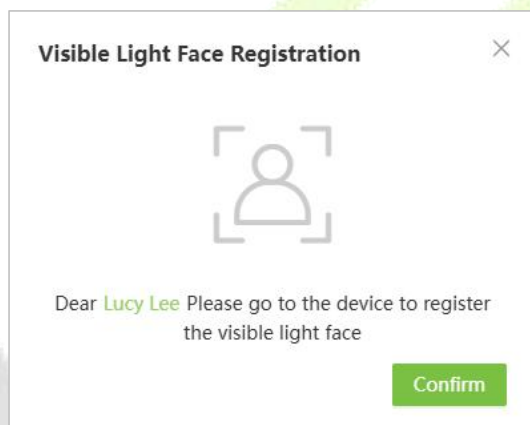 Visible Light Face Registration
Dear Lucy Lee Please go to the device to register
the visible light face
Confirm